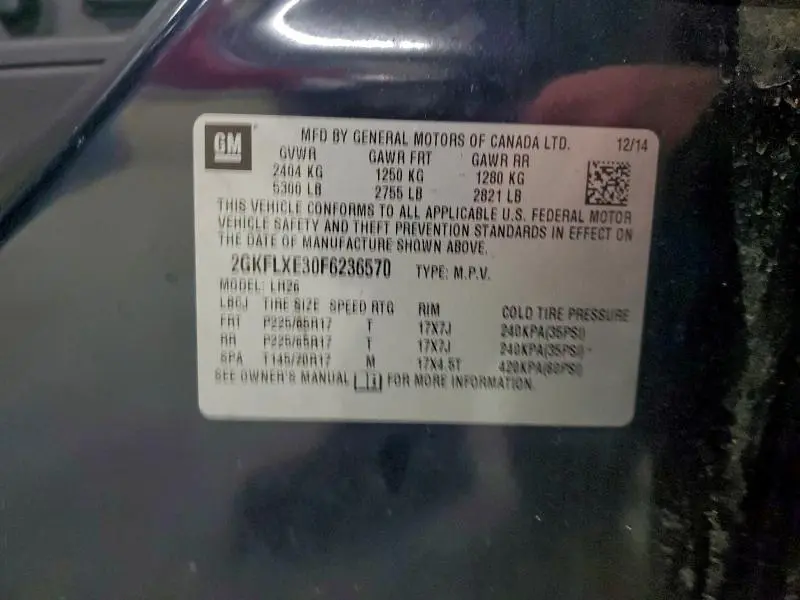 GM MFD BY GENERAL MOTORS OF CANADA LTD. 12/14
GVWR GAWR FRT GAWR RR
2404 KG 1250 KG 1280 KG
5300 LB 2755 LB 2821 LB
THIS VEHICLE CONFORMS TO ALL APPLICABLE U.S. FEDERAL MOTOR
VEHICLE SAFETY AND THEFT PREVENTION STANDARDS IN EFFECT ON
THE DATE OF MANUFACTURE SHOWN ABOVE.
2GKFLXE30F6236570 TYPE: M.P.V.
MODEL: LH26
LBCJ TIRE SIZE SPEED RTG RIM COLD TIRE PRESSURE
FRT P225/65R17 T 17X7J 240KPA(35PSI)
RR P225/65R17 T 17X7J 240KPA(35PSI)
SPA T145/70R17 M 17X4.5T 420KPA(60PSI)
SEE OWNER'S MANUAL FOR MORE INFORMATION.